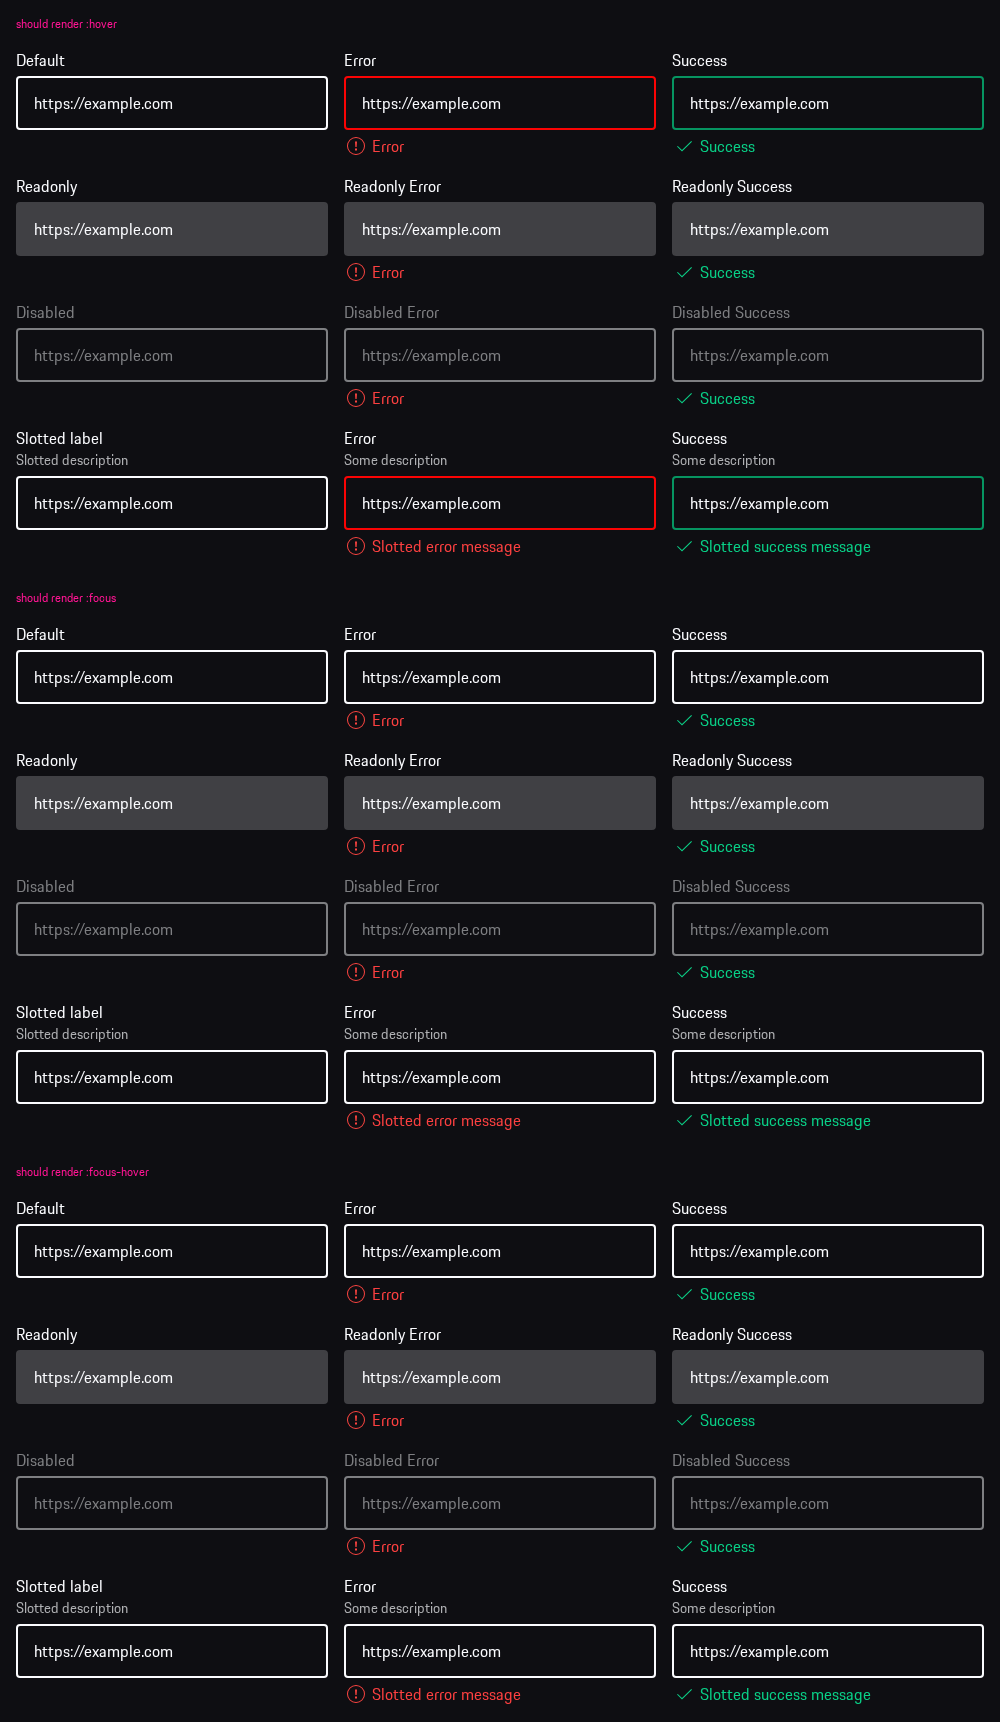 should render :hover
Default Error Success
https://example.com https://example.com https://example.com
Error Success
Readonly Readonly Error Readonly Success
https://example.com https://example.com https://example.com
Error Success
Disabled Disabled Error Disabled Success
https://example.com https://example.com https://example.com
Error Success
Slotted label Error Success
Slotted description Some description Some description
https://example.com https://example.com https://example.com
Slotted error message Slotted success message
should render :focus
Default Error Success
https://example.com https://example.com https://example.com
Error Success
Readonly Readonly Error Readonly Success
https://example.com https://example.com https://example.com
Error Success
Disabled Disabled Error Disabled Success
https://example.com https://example.com https://example.com
Error Success
Slotted label Error Success
Slotted description Some description Some description
https://example.com https://example.com https://example.com
Slotted error message Slotted success message
should render :focus-hover
Default Error Success
https://example.com https://example.com https://example.com
Error Success
Readonly Readonly Error Readonly Success
https://example.com https://example.com https://example.com
Error Success
Disabled Disabled Error Disabled Success
https://example.com https://example.com https://example.com
Error Success
Slotted label Error Success
Slotted description Some description Some description
https://example.com https://example.com https://example.com
Slotted error message Slotted success message